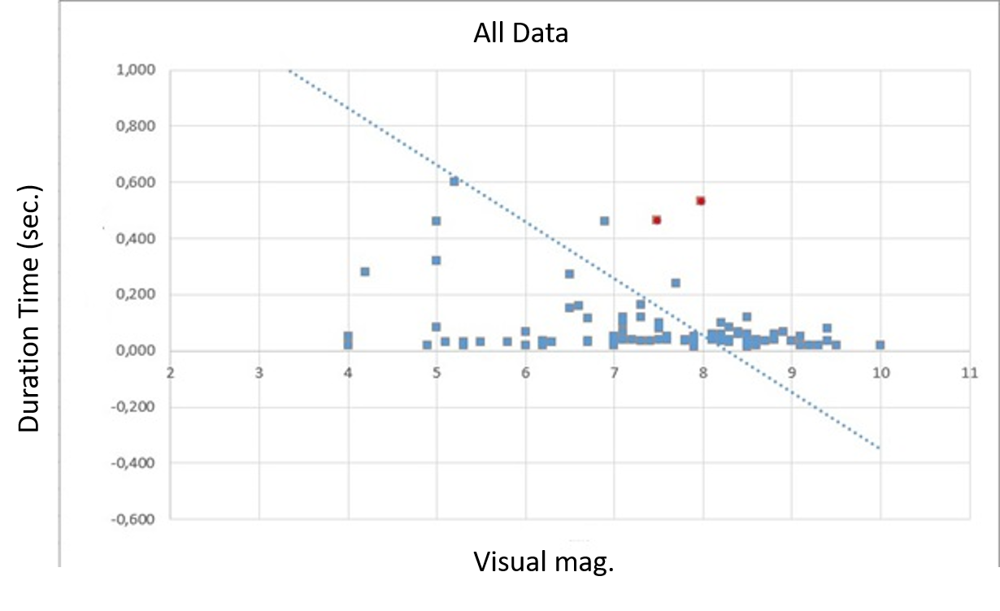 All Data
1,000
0,800
0,600
0,400
0,200
0,000
2 3 4 5 6 7 8 9 10 11
-0,200
-0,400
-0,600
Duration Time (sec.)
Visual mag.